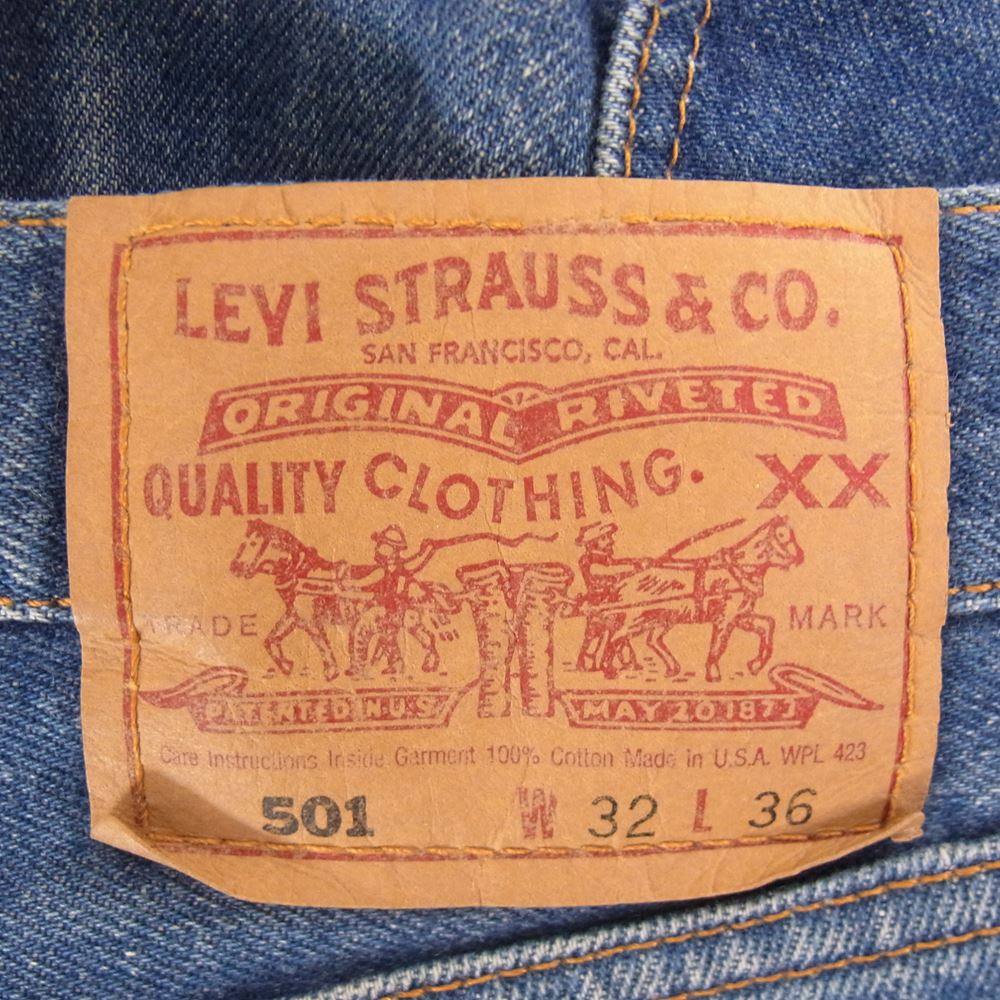 LEVI STRAUSS & CO.
SAN FRANCISCO, CAL.
ORIGINAL RIVETED
QUALITY CLOTHING. XX
TRADE MARK
PATENTED IN U.S. MAY 20 1873
Care Instructions Inside Garment 100% Cotton Made in U.S.A. WPL 423
501 W 32 L 36